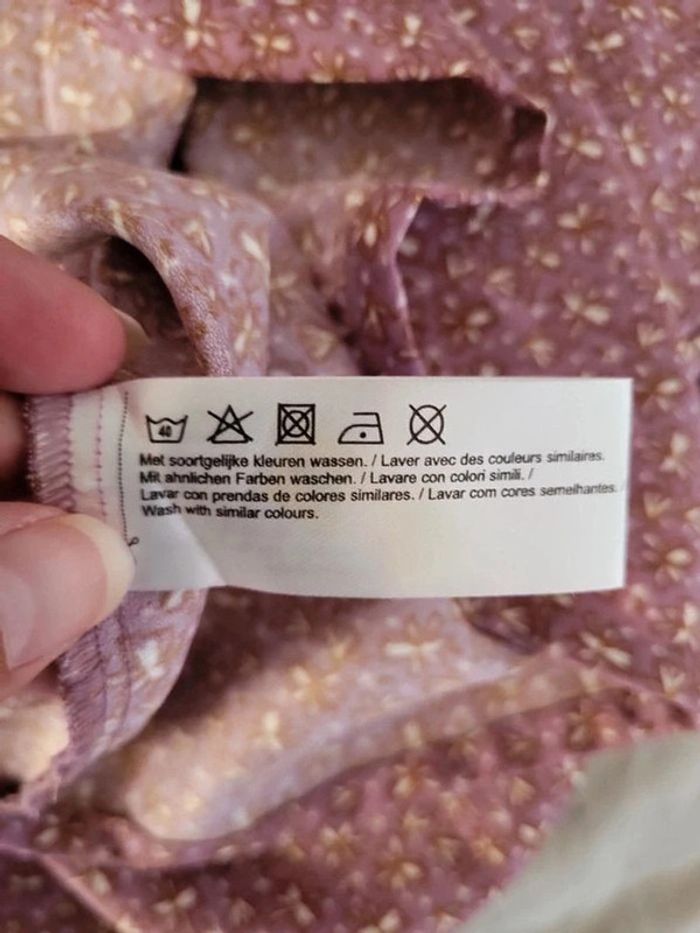 40
Met soortgelijke kleuren wassen. / Laver avec des couleurs similaires.
Mit ahnlichen Farben waschen. / Lavare con colori simili. /
Lavar con prendas de colores similares. / Lavar com cores semelhantes. /
Wash with similar colours.